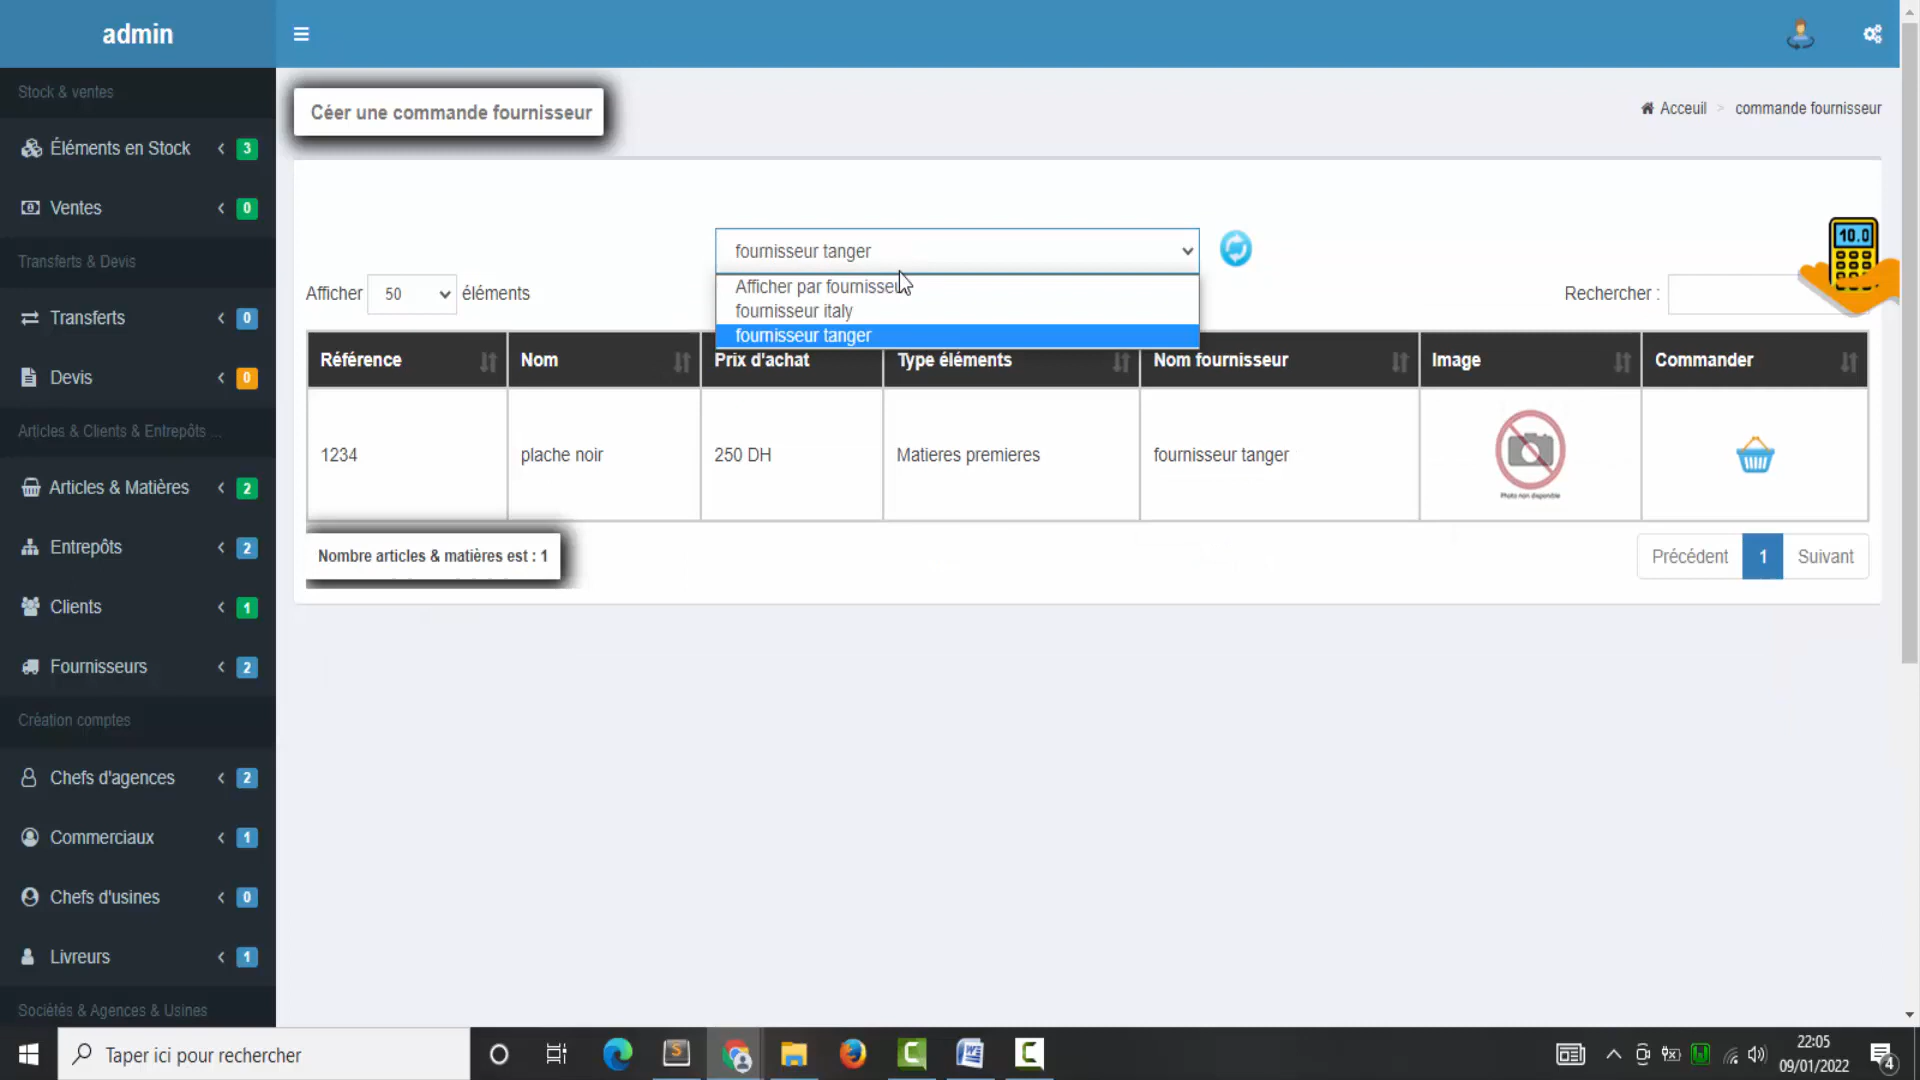 admin
Stock & ventes
Éléments en Stock 3
Ventes 0
Transferts & Devis
Transferts 0
Devis 0
Articles & Clients & Entrepôts ...
Articles & Matières 2
Entrepôts 2
Clients 1
Fournisseurs 2
Création comptes
Chefs d'agences 2
Commerciaux 1
Chefs d'usines 0
Livreurs 1
Sociétés & Agences & Usines
Céer une commande fournisseur
Acceuil > commande fournisseur
fournisseur tanger
Afficher par fournisseu
fournisseur italy
fournisseur tanger
Afficher 50 éléments
Rechercher :
10.0
Référence Nom Prix d'achat Type éléments Nom fournisseur Image Commander
1234 plache noir 250 DH Matieres premieres fournisseur tanger
Photo non disponible
Nombre articles & matières est : 1
Précédent 1 Suivant
Taper ici pour rechercher
22:05
09/01/2022
4